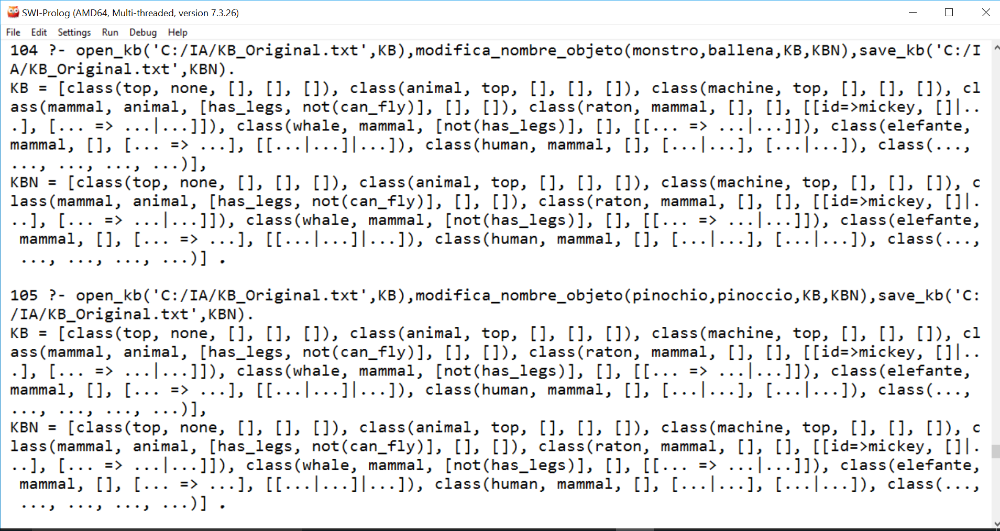 SWI-Prolog (AMD64, Multi-threaded, version 7.3.26)
File Edit Settings Run Debug Help
104 ?- open_kb('C:/IA/KB_Original.txt',KB),modifica_nombre_objeto(monstro,ballena,KB,KBN),save_kb('C:/I
A/KB_Original.txt',KBN).
KB = [class(top, none, [], [], []), class(animal, top, [], [], []), class(machine, top, [], [], []), cl
ass(mammal, animal, [has_legs, not(can_fly)], [], []), class(raton, mammal, [], [], [[id=>mickey, []|..
.], [... => ...|...]]), class(whale, mammal, [not(has_legs)], [], [[... => ...|...]]), class(elefante,
mammal, [], [... => ...], [[...|...]|...]), class(human, mammal, [], [...|...], [...|...]), class(...,
..., ..., ..., ...)],
KBN = [class(top, none, [], [], []), class(animal, top, [], [], []), class(machine, top, [], [], []), c
lass(mammal, animal, [has_legs, not(can_fly)], [], []), class(raton, mammal, [], [], [[id=>mickey, []|.
..], [... => ...|...]]), class(whale, mammal, [not(has_legs)], [], [[... => ...|...]]), class(elefante,
mammal, [], [... => ...], [[...|...]|...]), class(human, mammal, [], [...|...], [...|...]), class(...,
..., ..., ..., ...)] .
105 ?- open_kb('C:/IA/KB_Original.txt',KB),modifica_nombre_objeto(pinochio,pinoccio,KB,KBN),save_kb('C:
/IA/KB_Original.txt',KBN).
KB = [class(top, none, [], [], []), class(animal, top, [], [], []), class(machine, top, [], [], []), cl
ass(mammal, animal, [has_legs, not(can_fly)], [], []), class(raton, mammal, [], [], [[id=>mickey, []|..
.], [... => ...|...]]), class(whale, mammal, [not(has_legs)], [], [[... => ...|...]]), class(elefante,
mammal, [], [... => ...], [[...|...]|...]), class(human, mammal, [], [...|...], [...|...]), class(...,
..., ..., ..., ...)],
KBN = [class(top, none, [], [], []), class(animal, top, [], [], []), class(machine, top, [], [], []), c
lass(mammal, animal, [has_legs, not(can_fly)], [], []), class(raton, mammal, [], [], [[id=>mickey, []|.
..], [... => ...|...]]), class(whale, mammal, [not(has_legs)], [], [[... => ...|...]]), class(elefante,
mammal, [], [... => ...], [[...|...]|...]), class(human, mammal, [], [...|...], [...|...]), class(...,
..., ..., ..., ...)] .